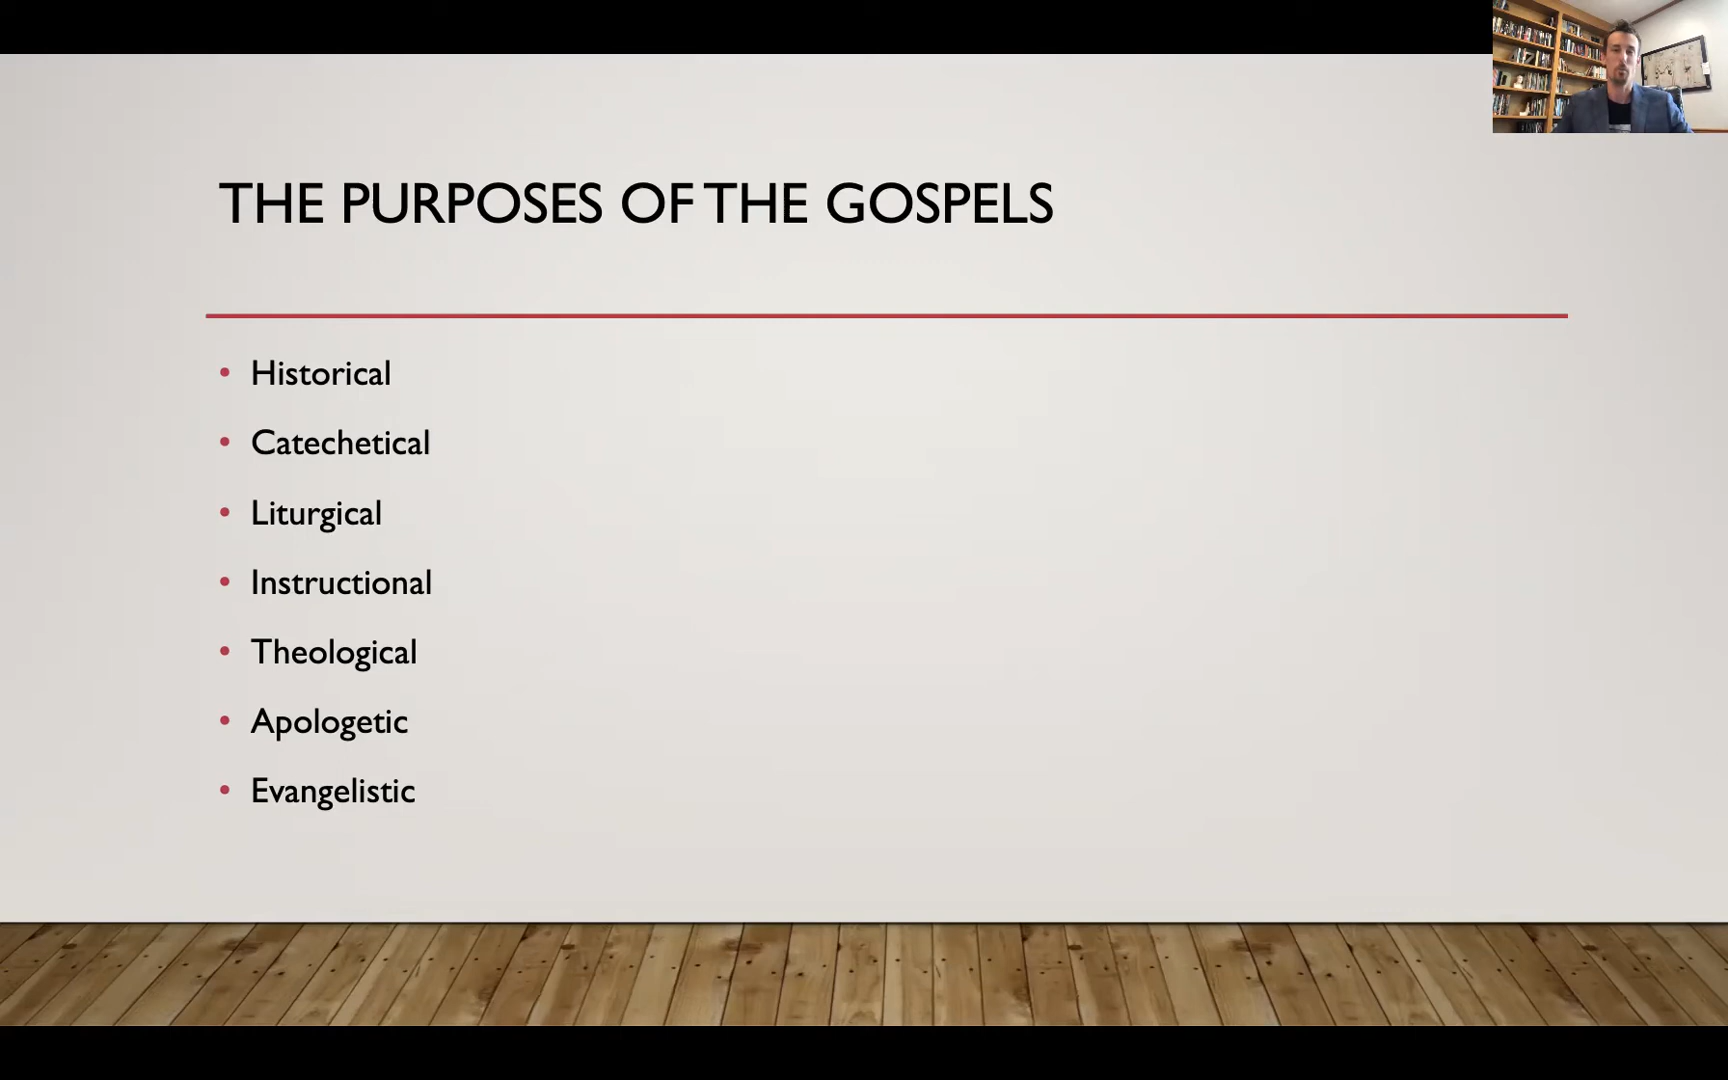 THE PURPOSES OF THE GOSPELS
Historical
Catechetical
Liturgical
Instructional
Theological
Apologetic
Evangelistic